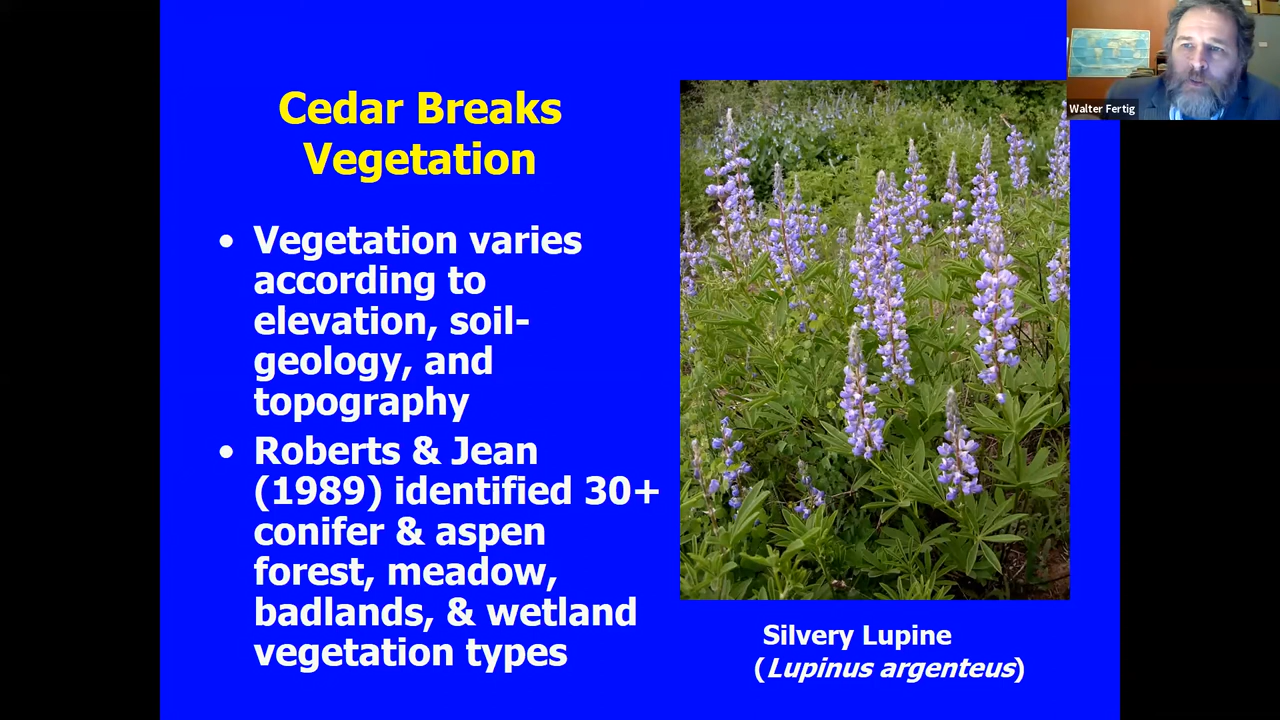 Cedar Breaks
Vegetation
• Vegetation varies
according to
elevation, soil-
geology, and
topography
• Roberts & Jean
(1989) identified 30+
conifer & aspen
forest, meadow,
badlands, & wetland
vegetation types
Silvery Lupine
(Lupinus argenteus)
Walter Fertig